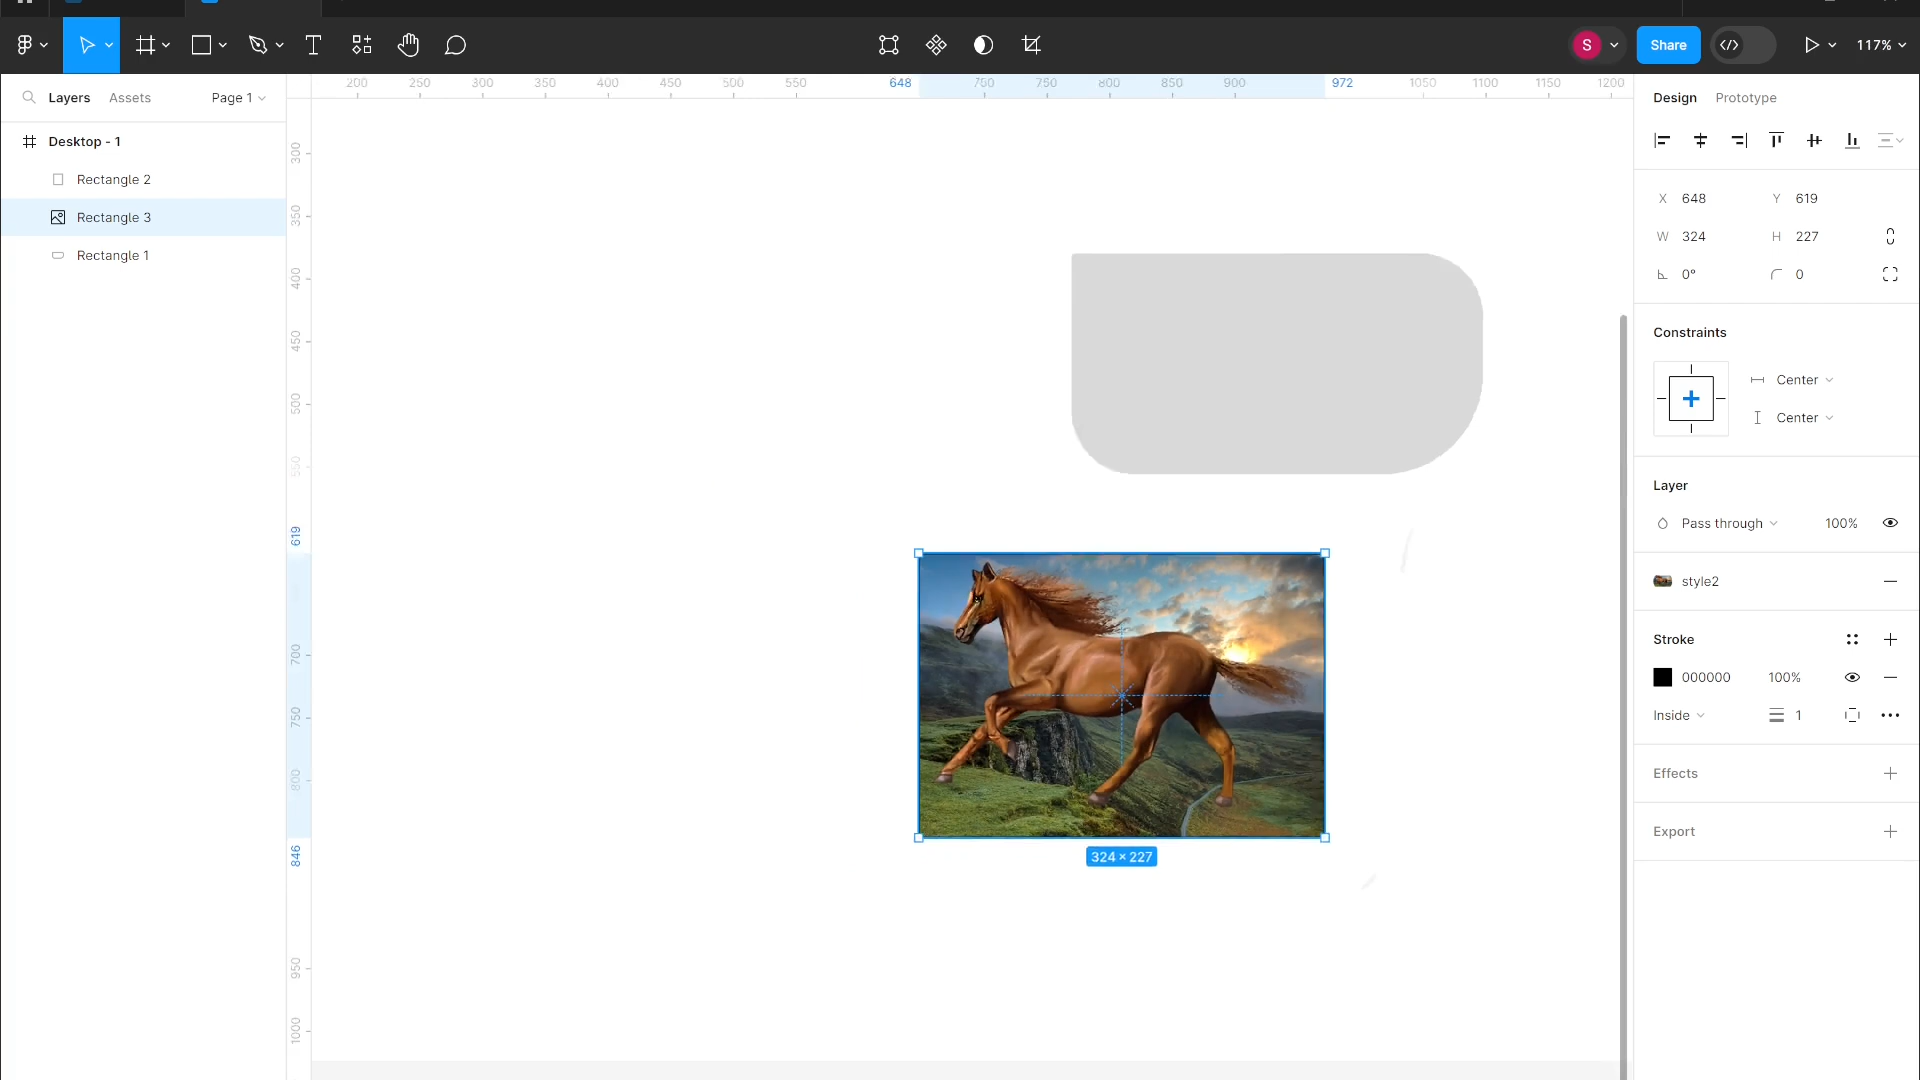 S
Share
117%
Layers
Assets
Page 1
200
250
300
350
400
450
500
550
648
700
750
800
850
900
972
1050
1100
1150
1200
Design
Prototype
Desktop - 1
Rectangle 2
Rectangle 3
Rectangle 1
300
350
400
450
500
550
619
700
750
800
846
950
1000
324 × 227
X 648
Y 619
W 324
H 227
0°
0
Constraints
Center
Center
Layer
Pass through
100%
style2
Stroke
000000
100%
Inside
1
Effects
Export